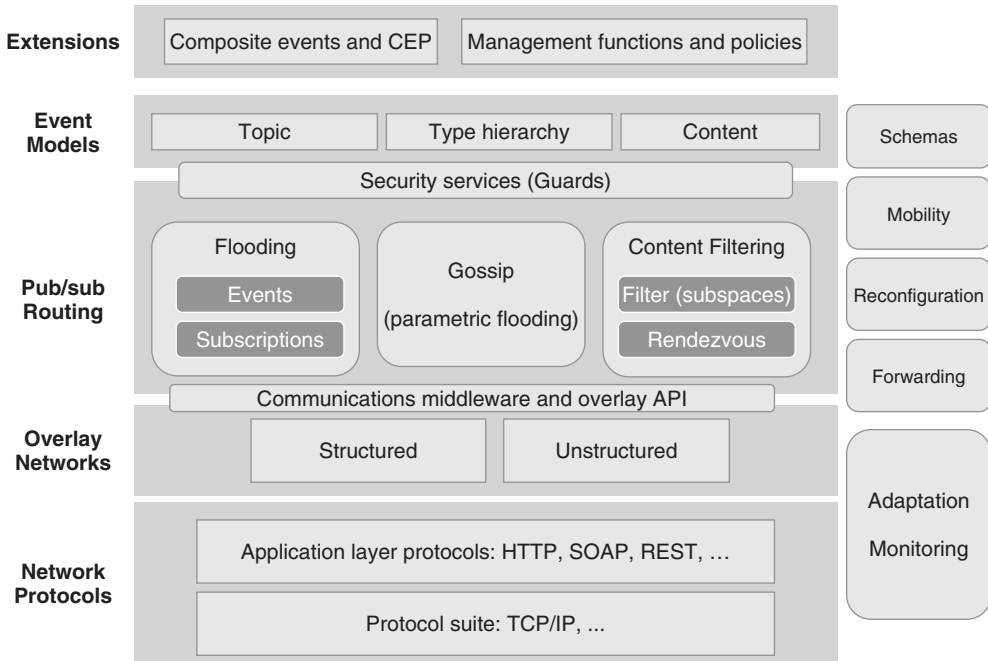 Extensions
Composite events and CEP
Management functions and policies
Event
Models
Topic
Type hierarchy
Content
Schemas
Security services (Guards)
Mobility
Pub/sub
Routing
Flooding
Events
Subscriptions
Gossip
(parametric flooding)
Content Filtering
Filter (subspaces)
Rendezvous
Reconfiguration
Forwarding
Communications middleware and overlay API
Overlay
Networks
Structured
Unstructured
Adaptation
Monitoring
Network
Protocols
Application layer protocols: HTTP, SOAP, REST, …
Protocol suite: TCP/IP, ...